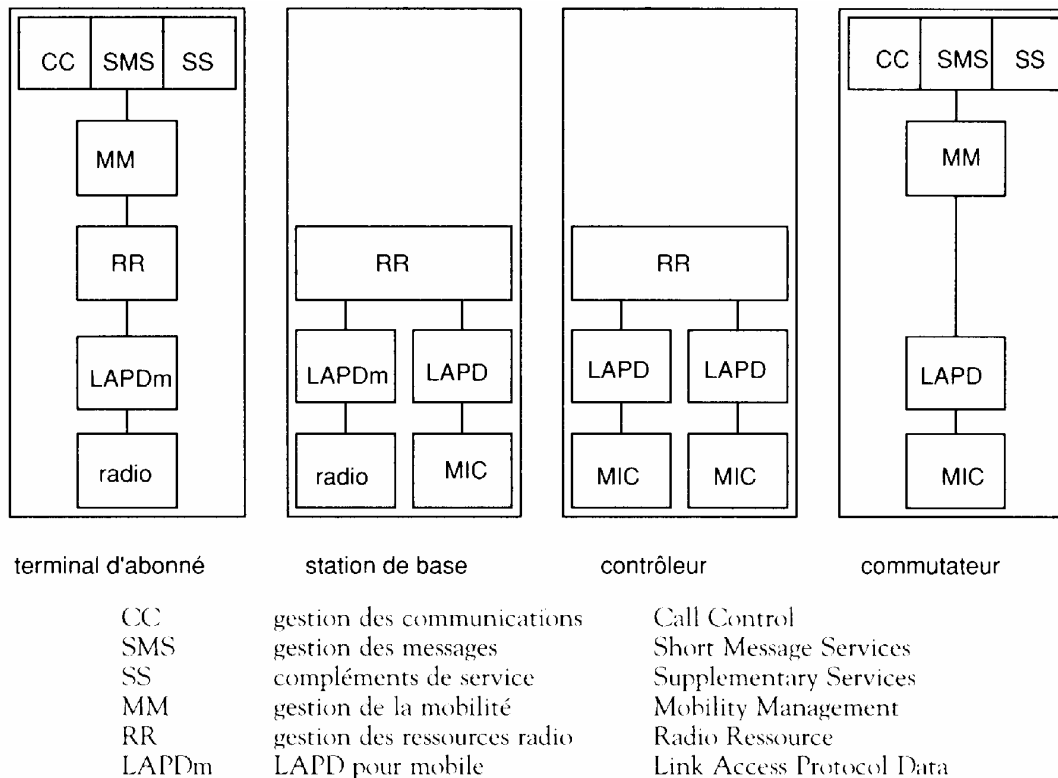 CC SMS SS CC SMS SS
MM MM
RR RR RR
LAPDm LAPDm LAPD LAPD LAPD LAPD
radio radio MIC MIC MIC MIC
terminal d'abonné station de base contrôleur commutateur
CC gestion des communications Call Control
SMS gestion des messages Short Message Services
SS compléments de service Supplementary Services
MM gestion de la mobilité Mobility Management
RR gestion des ressources radio Radio Ressource
LAPDm LAPD pour mobile Link Access Protocol Data